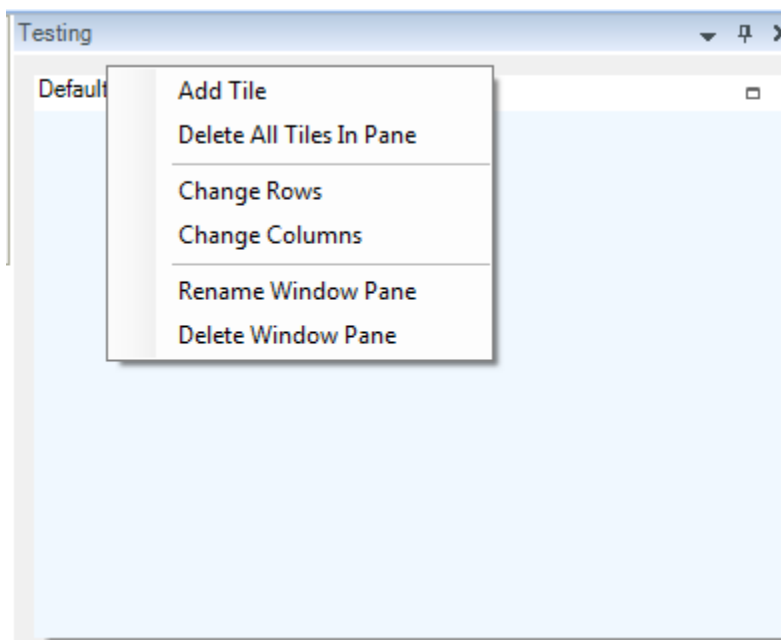 Testing
Default
Add Tile
Delete All Tiles In Pane
Change Rows
Change Columns
Rename Window Pane
Delete Window Pane